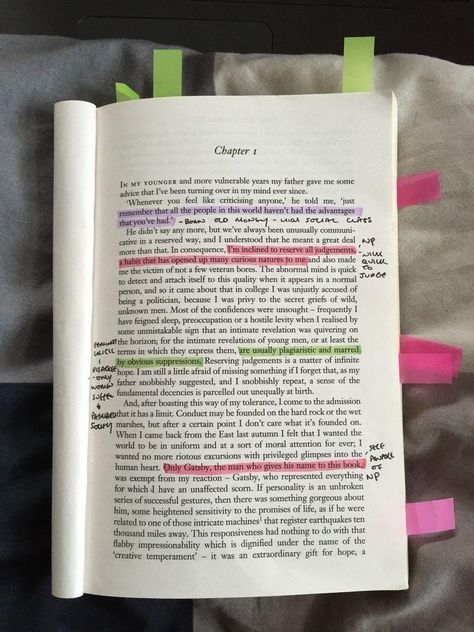 Chapter 1
IN MY YOUNGER and more vulnerable years my father gave me some
advice that I've been turning over in my mind ever since.
'Whenever you feel like criticising anyone,' he told me, 'just
remember that all the people in this world haven't had the advantages
that you've had.' - BORN OLD MONEY - HIGH SOCIAL CLASS
He didn't say any more, but we've always been unusually communi-
cative in a reserved way, and I understood that he meant a great deal
more than that. In consequence, I'm inclined to reserve all judgements,
a habit that has opened up many curious natures to me and also made
me the victim of not a few veteran bores. The abnormal mind is quick
to detect and attach itself to this quality when it appears in a normal
person, and so it came about that in college I was unjustly accused of
being a politician, because I was privy to the secret griefs of wild,
unknown men. Most of the confidences were unsought – frequently I
have feigned sleep, preoccupation or a hostile levity when I realised by
some unmistakable sign that an intimate revelation was quivering on
the horizon; for the intimate revelations of young men, or at least the
terms in which they express them, are usually plagiaristic and marred
by obvious suppressions. Reserving judgements is a matter of infinite
hope. I am still a little afraid of missing something if I forget that, as my
father snobbishly suggested, and I snobbishly repeat, a sense of the
fundamental decencies is parcelled out unequally at birth.
And, after boasting this way of my tolerance, I come to the admission
that it has a limit. Conduct may be founded on the hard rock or the wet
marshes, but after a certain point I don't care what it's founded on.
When I came back from the East last autumn I felt that I wanted the
world to be in uniform and at a sort of moral attention for ever; I
wanted no more riotous excursions with privileged glimpses into the
human heart. Only Gatsby, the man who gives his name to this book,
was exempt from my reaction – Gatsby, who represented everything
for which I have an unaffected scorn. If personality is an unbroken
series of successful gestures, then there was something gorgeous about
him, some heightened sensitivity to the promises of life, as if he were
related to one of those intricate machines that register earthquakes ten
thousand miles away. This responsiveness had nothing to do with that
flabby impressionability which is dignified under the name of the
'creative temperament' – it was an extraordinary gift for hope, a
NP
- WILL
QUICK
TO
JUDGE
FEMINIST
CRITIC
DISAGREE
- ONLY
WOMEN
SUFFER
PATRIARCHAL
SOCIETY
- SELF
OF
NP